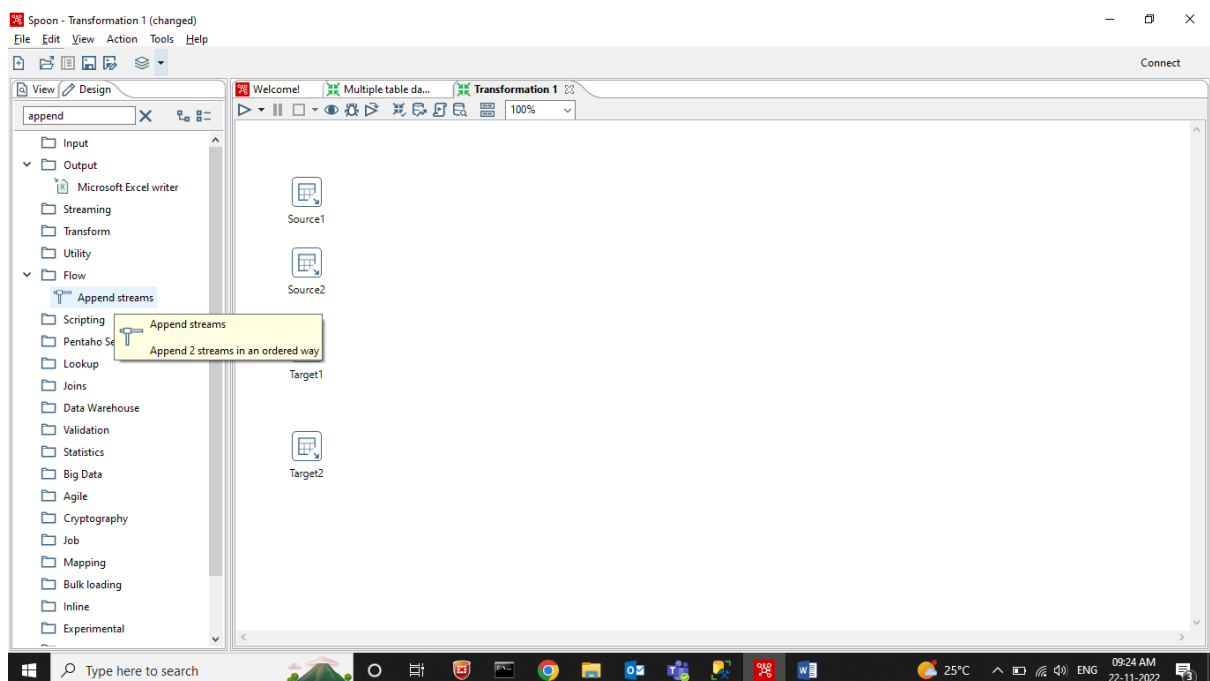 Spoon - Transformation 1 (changed)
File Edit View Action Tools Help
Connect
View Design
Welcome! Multiple table da... Transformation 1
append
100%
Input
Output
Microsoft Excel writer
Streaming
Transform
Utility
Flow
Append streams
Scripting
Pentaho Se
Lookup
Joins
Data Warehouse
Validation
Statistics
Big Data
Agile
Cryptography
Job
Mapping
Bulk loading
Inline
Experimental
Append streams
Append 2 streams in an ordered way
Source1
Source2
Target1
Target2
Type here to search
25°C
ENG
09:24 AM
22-11-2022
3